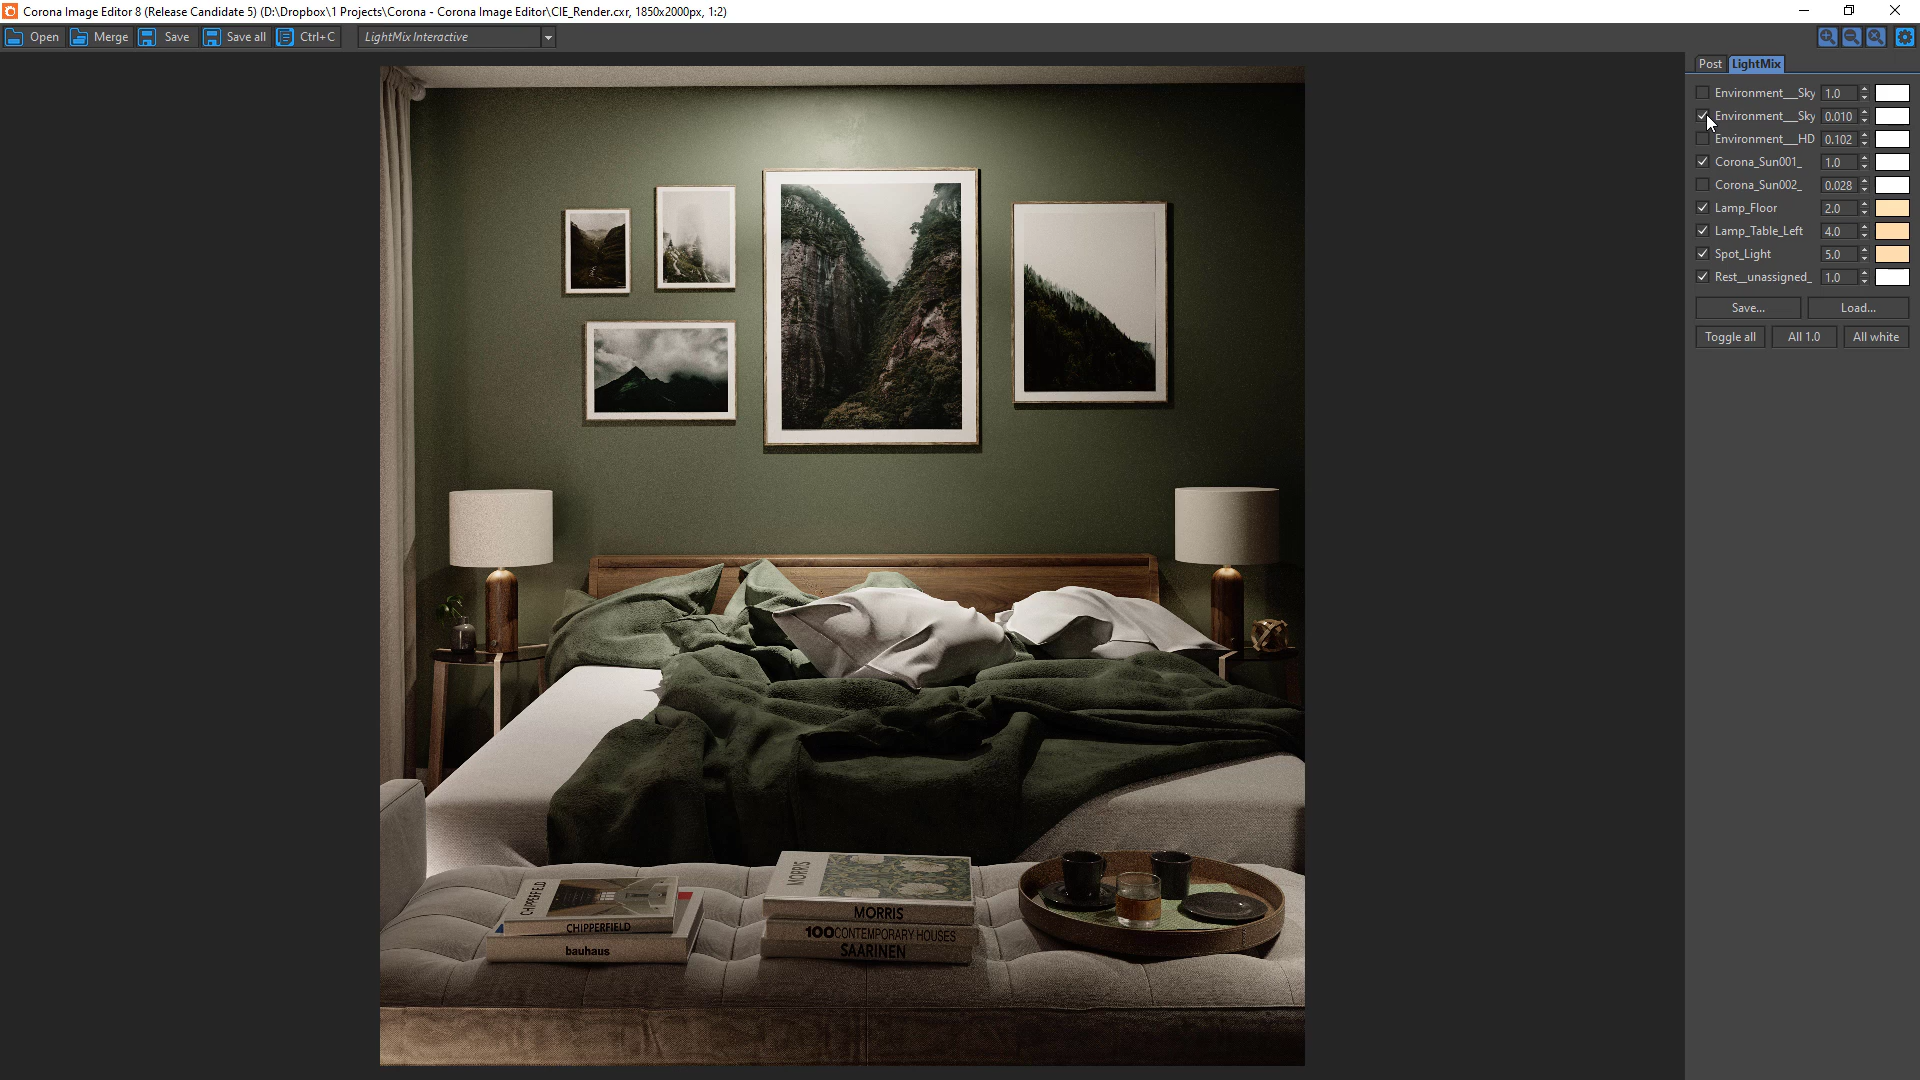 Corona Image Editor 8 (Release Candidate 5) (D:\Dropbox\1 Projects\Corona - Corona Image Editor\CIE_Render.cxr, 1850x2000px, 1:2)
Open Merge Save Save all Ctrl+C LightMix Interactive
Post LightMix
Environment__Sky 1.0
Environment__Sky 0.010
Environment__HD 0.102
Corona_Sun001_ 1.0
Corona_Sun002_ 0.028
Lamp_Floor 2.0
Lamp_Table_Left 4.0
Spot_Light 5.0
Rest__unassigned_ 1.0
Save... Load...
Toggle all All 1.0 All white
MORRIS
CHIPPERFIELD
MORRIS
CHIPPERFIELD
100 CONTEMPORARY HOUSES
bauhaus
SAARINEN